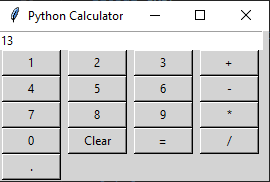 Python Calculator
13
1 2 3 +
4 5 6 -
7 8 9 *
0 Clear = /
.